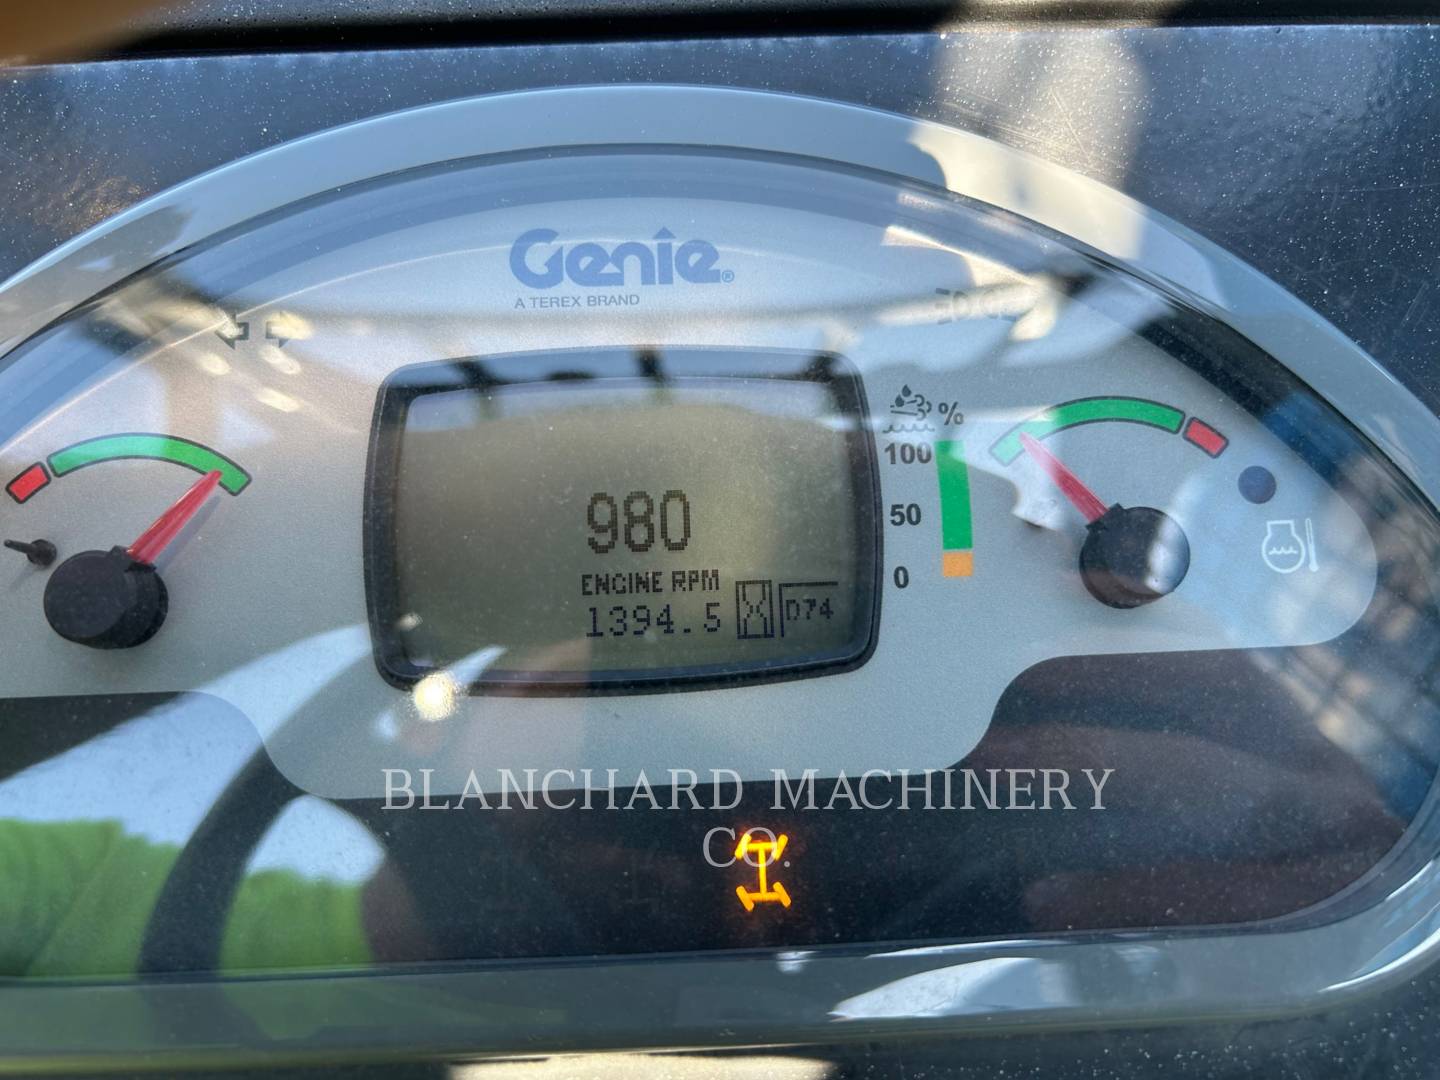 Genie®
A TEREX BRAND
%
100
50
0
980
ENGINE RPM
1394.5
D74
BLANCHARD MACHINERY
CO.